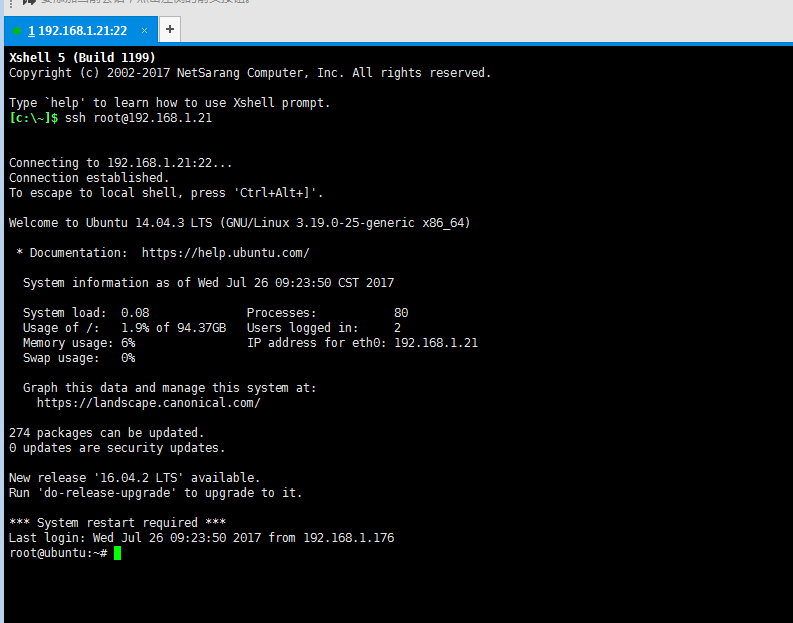 1 192.168.1.21:22 × +
Xshell 5 (Build 1199)
Copyright (c) 2002-2017 NetSarang Computer, Inc. All rights reserved.
Type `help' to learn how to use Xshell prompt.
[c:\~]$ ssh root@192.168.1.21
Connecting to 192.168.1.21:22...
Connection established.
To escape to local shell, press 'Ctrl+Alt+]'.
Welcome to Ubuntu 14.04.3 LTS (GNU/Linux 3.19.0-25-generic x86_64)
* Documentation:  https://help.ubuntu.com/
System information as of Wed Jul 26 09:23:50 CST 2017
System load:  0.08              Processes:           80
Usage of /:   1.9% of 94.37GB   Users logged in:     2
Memory usage: 6%                IP address for eth0: 192.168.1.21
Swap usage:   0%
Graph this data and manage this system at:
https://landscape.canonical.com/
274 packages can be updated.
0 updates are security updates.
New release '16.04.2 LTS' available.
Run 'do-release-upgrade' to upgrade to it.
*** System restart required ***
Last login: Wed Jul 26 09:23:50 2017 from 192.168.1.176
root@ubuntu:~#